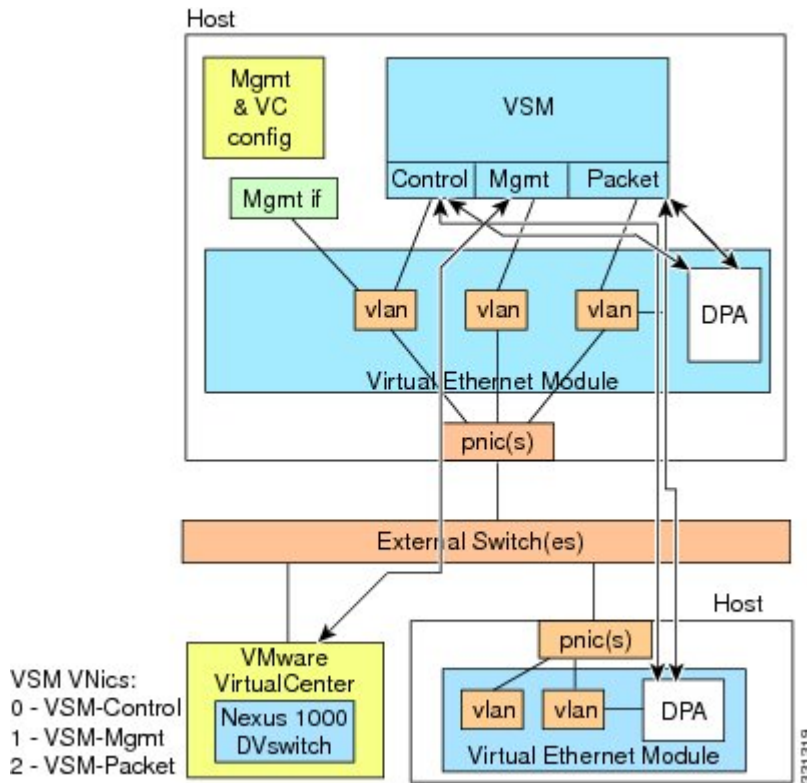 Host
Mgmt
& VC
config
VSM
Control
Mgmt
Packet
Mgmt if
vlan
vlan
vlan
DPA
Virtual Ethernet Module
pnic(s)
External Switch(es)
Host
pnic(s)
VMware
VirtualCenter
Nexus 1000
DVswitch
vlan
vlan
DPA
Virtual Ethernet Module
VSM VNics:
0 - VSM-Control
1 - VSM-Mgmt
2 - VSM-Packet